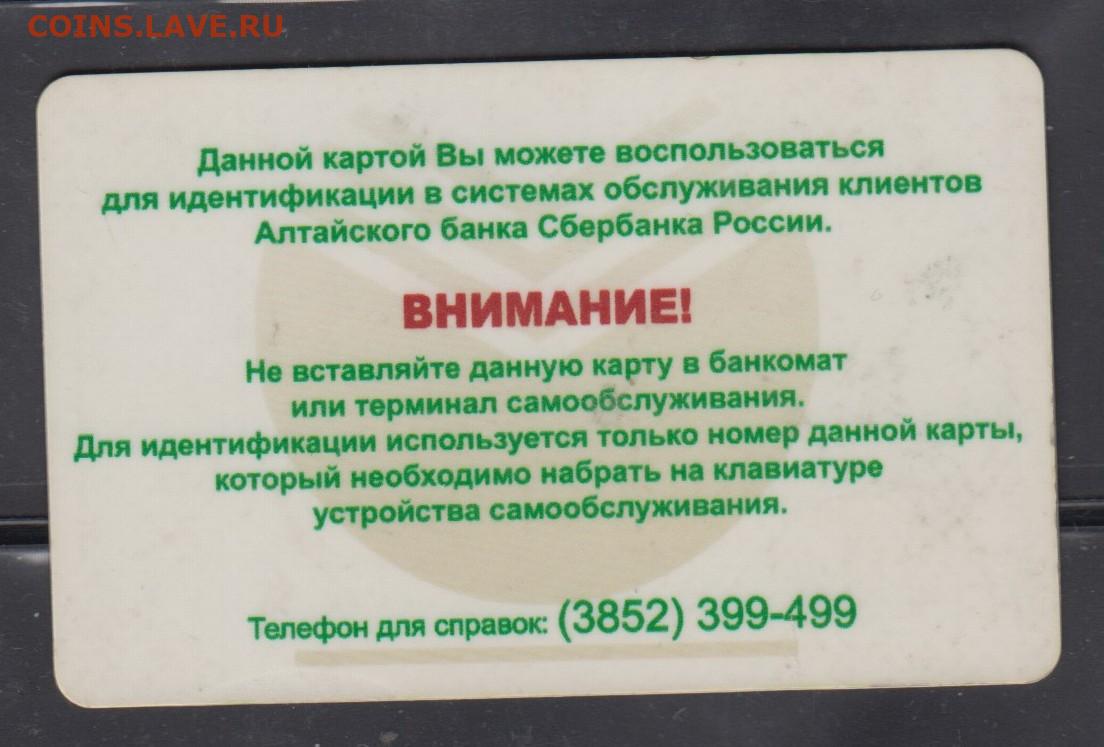 COINS.LAVE.RU
Данной картой Вы можете воспользоваться
для идентификации в системах обслуживания клиентов
Алтайского банка Сбербанка России.
ВНИМАНИЕ!
Не вставляйте данную карту в банкомат
или терминал самообслуживания.
Для идентификации используется только номер данной карты,
который необходимо набрать на клавиатуре
устройства самообслуживания.
Телефон для справок: (3852) 399-499